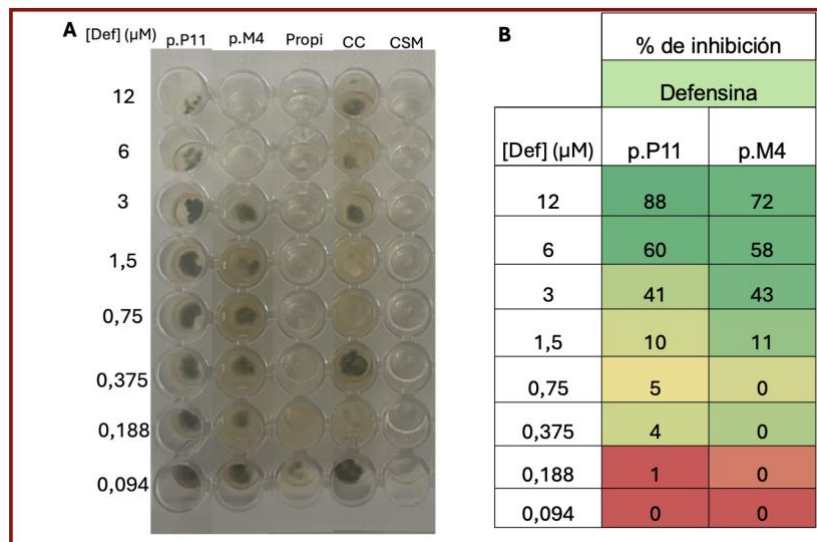 A [Def] (µM) p.P11 p.M4 Propi CC CSM
12
6
3
1,5
0,75
0,375
0,188
0,094
B
% de inhibición
Defensina
[Def] (µM) p.P11 p.M4
12 88 72
6 60 58
3 41 43
1,5 10 11
0,75 5 0
0,375 4 0
0,188 1 0
0,094 0 0